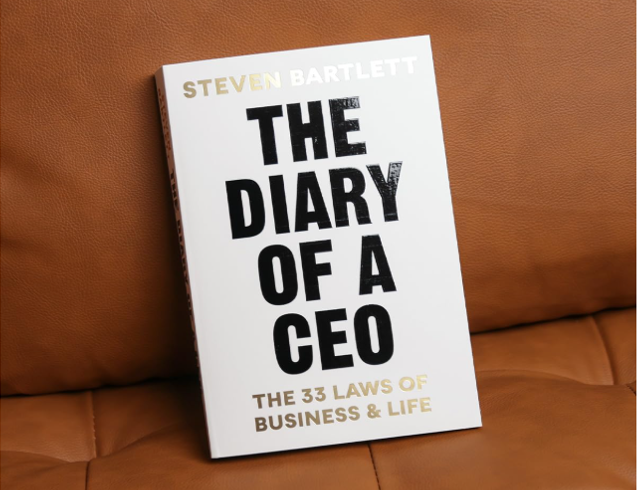 STEVEN BARTLETT
THE
DIARY
OF A
CEO
THE 33 LAWS OF
BUSINESS & LIFE